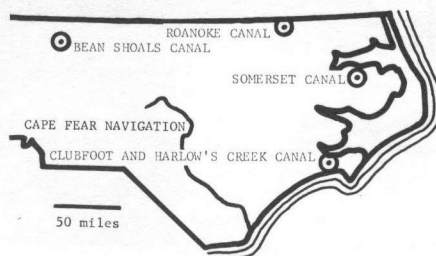 ROANOKE CANAL
BEAN SHOALS CANAL
SOMERSET CANAL
CAPE FEAR NAVIGATION
CLUBFOOT AND HARLOW'S CREEK CANAL
50 miles